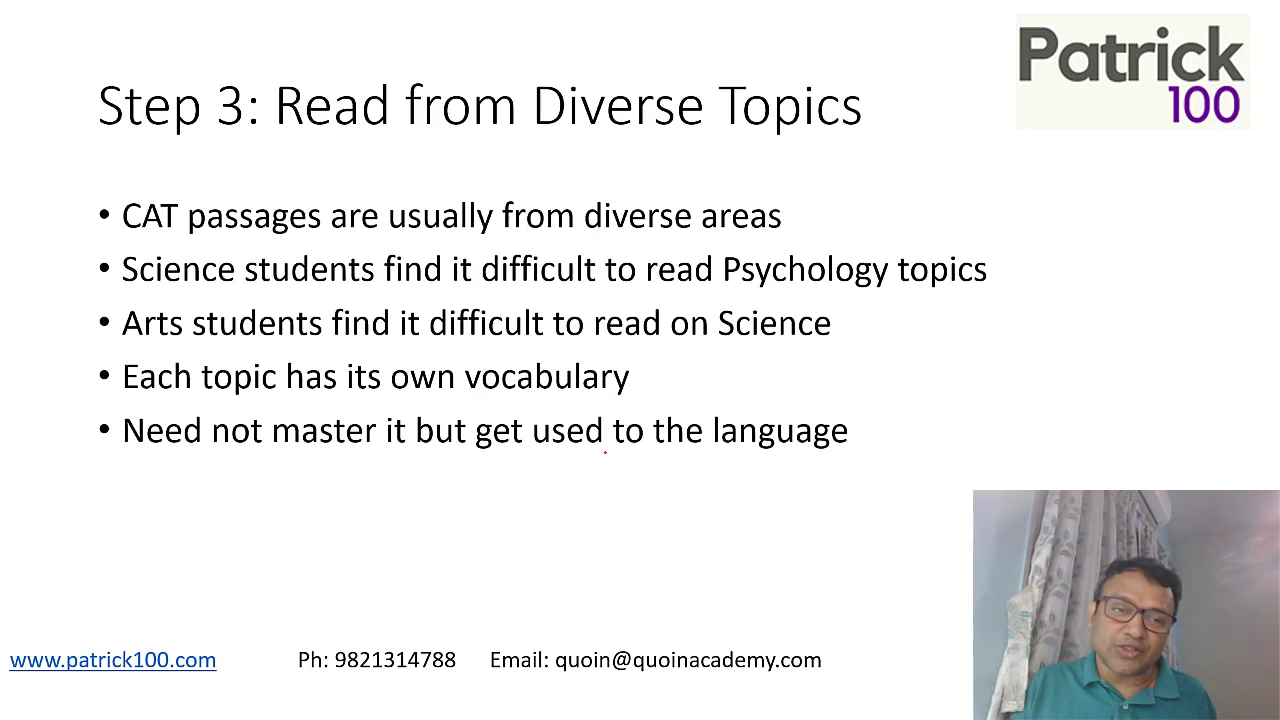 Patrick
100
Step 3: Read from Diverse Topics
• CAT passages are usually from diverse areas
• Science students find it difficult to read Psychology topics
• Arts students find it difficult to read on Science
• Each topic has its own vocabulary
• Need not master it but get used to the language
www.patrick100.com Ph: 9821314788 Email: quoin@quoinacademy.com